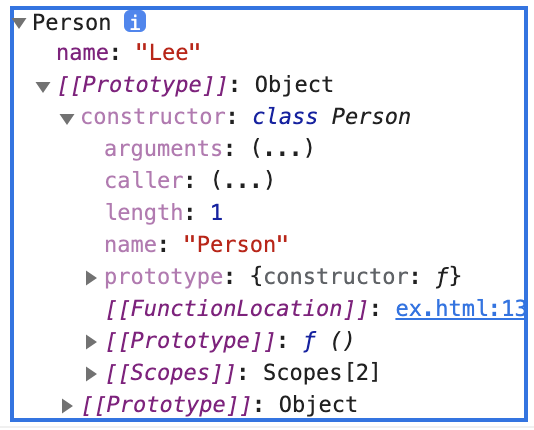 Person i
name: "Lee"
[[Prototype]]: Object
constructor: class Person
arguments: (...)
caller: (...)
length: 1
name: "Person"
prototype: {constructor: ƒ}
[[FunctionLocation]]: ex.html:13
[[Prototype]]: ƒ ()
[[Scopes]]: Scopes[2]
[[Prototype]]: Object